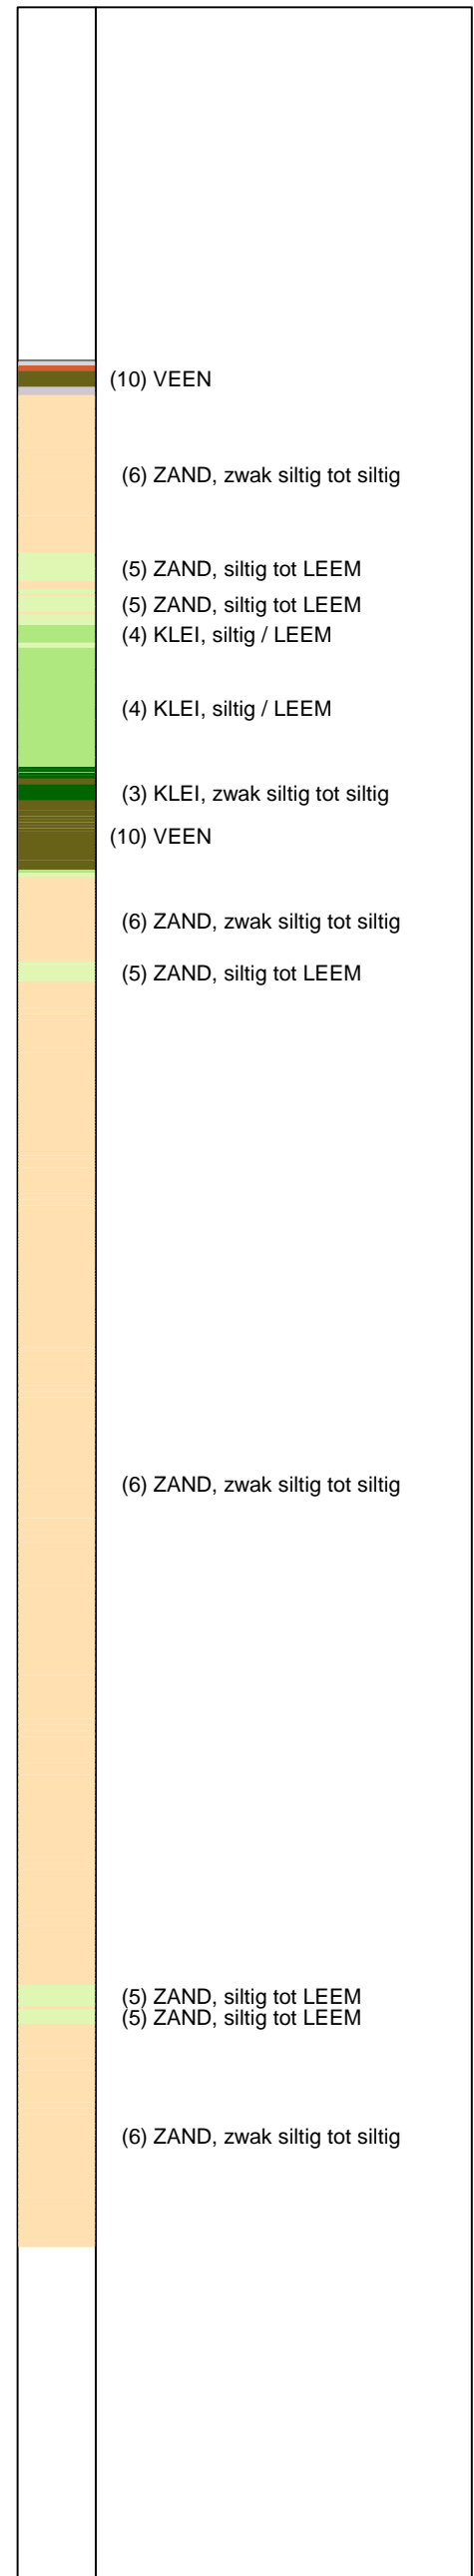 (10) VEEN
(6) ZAND, zwak siltig tot siltig
(5) ZAND, siltig tot LEEM
(5) ZAND, siltig tot LEEM
(4) KLEI, siltig / LEEM
(4) KLEI, siltig / LEEM
(3) KLEI, zwak siltig tot siltig
(10) VEEN
(6) ZAND, zwak siltig tot siltig
(5) ZAND, siltig tot LEEM
(6) ZAND, zwak siltig tot siltig
(5) ZAND, siltig tot LEEM
(5) ZAND, siltig tot LEEM
(6) ZAND, zwak siltig tot siltig